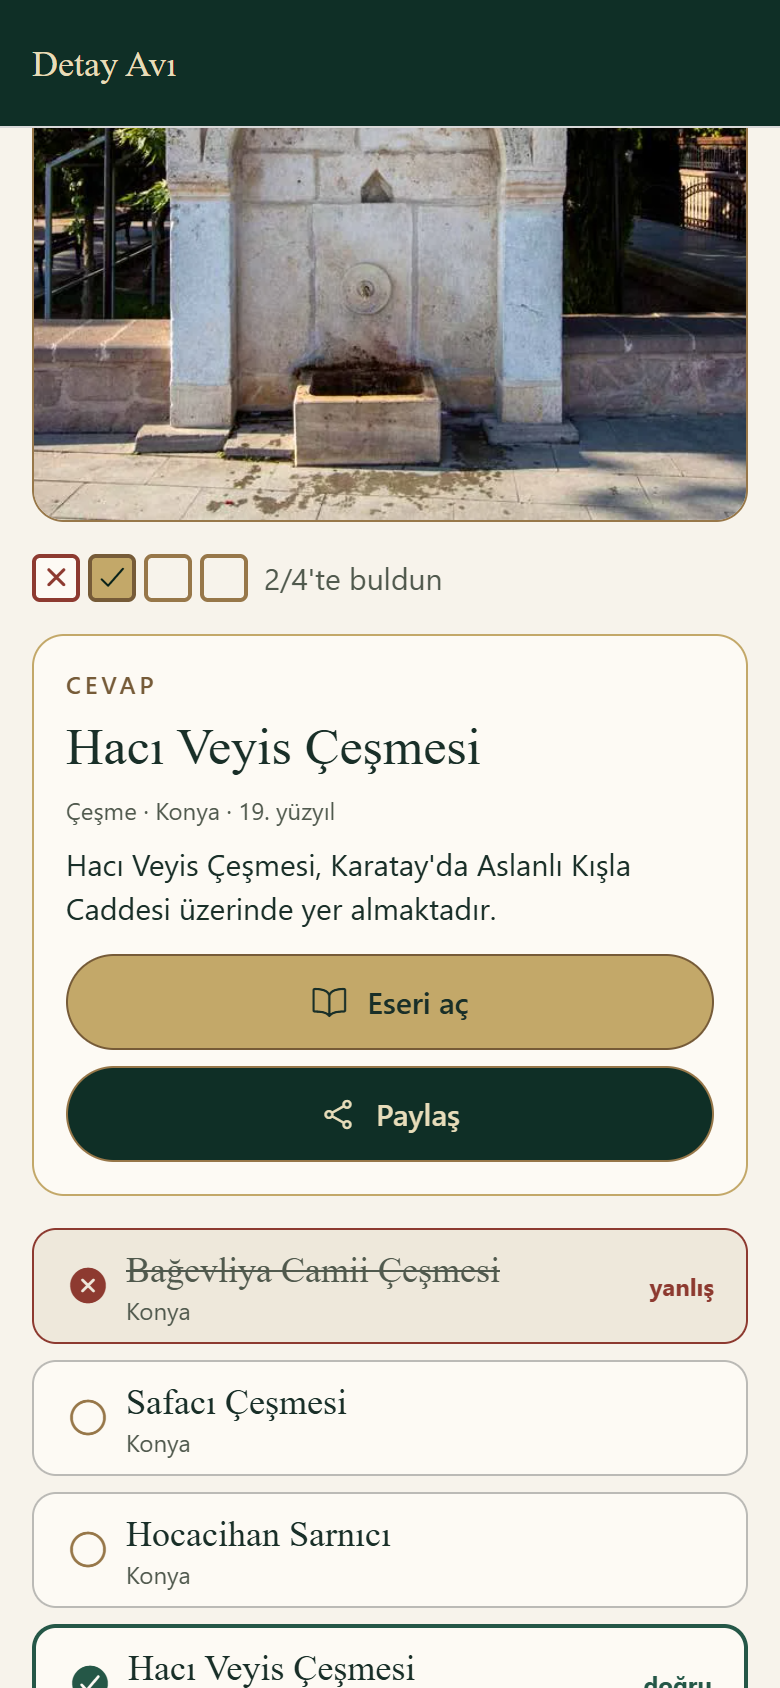 Detay Avı
2/4'te buldun
CEVAP
Hacı Veyis Çeşmesi
Çeşme · Konya · 19. yüzyıl
Hacı Veyis Çeşmesi, Karatay'da Aslanlı Kışla
Caddesi üzerinde yer almaktadır.
Eseri aç
Paylaş
Bağevliya Camii Çeşmesi
Konya
yanlış
Safacı Çeşmesi
Konya
Hocacihan Sarnıcı
Konya
Hacı Veyis Çeşmesi
doğru